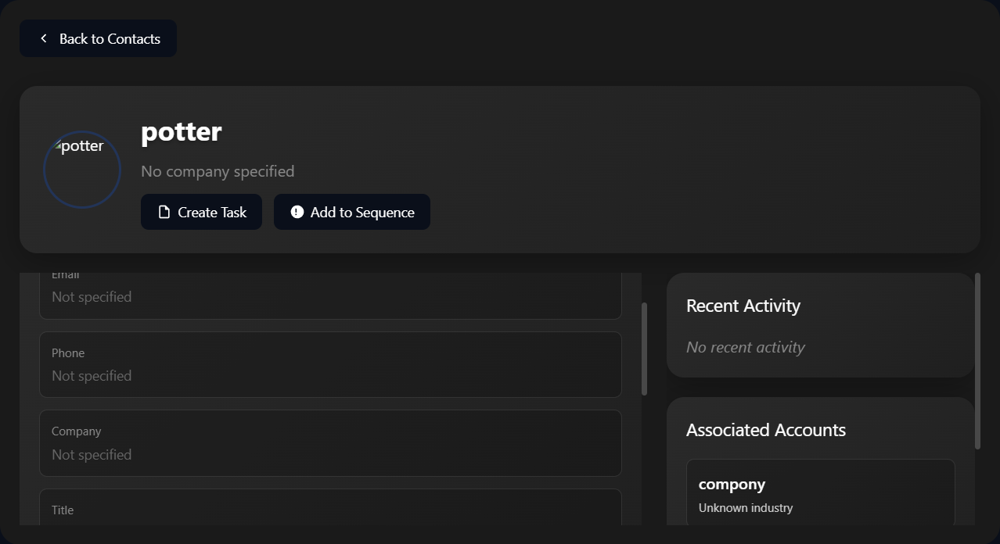 Back to Contacts
potter
potter
No company specified
Create Task
Add to Sequence
Email
Not specified
Phone
Not specified
Company
Not specified
Title
Recent Activity
No recent activity
Associated Accounts
compony
Unknown industry